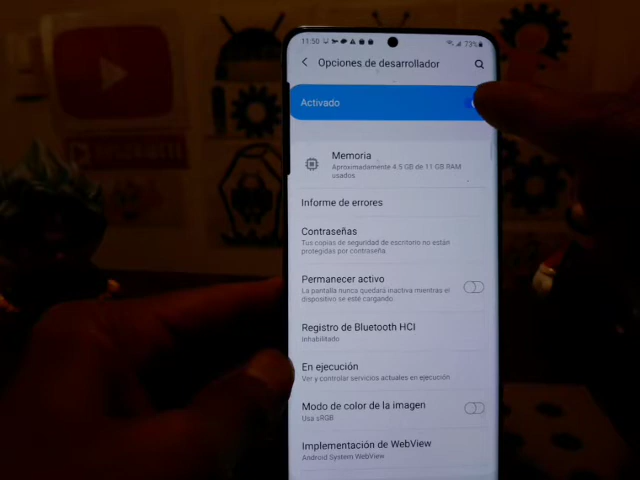 11:50
73%
Opciones de desarrollador
Activado
Memoria
Aproximadamente 4.5 GB de 11 GB RAM
usados
Informe de errores
Contraseñas
Tus copias de seguridad de escritorio no están
protegidas por contraseña
Permanecer activo
La pantalla nunca quedará inactiva mientras el
dispositivo se esté cargando
Registro de Bluetooth HCI
Inhabilitado
En ejecución
Ver y controlar servicios actuales en ejecución
Modo de color de la imagen
Usa sRGB
Implementación de WebView
Android System WebView